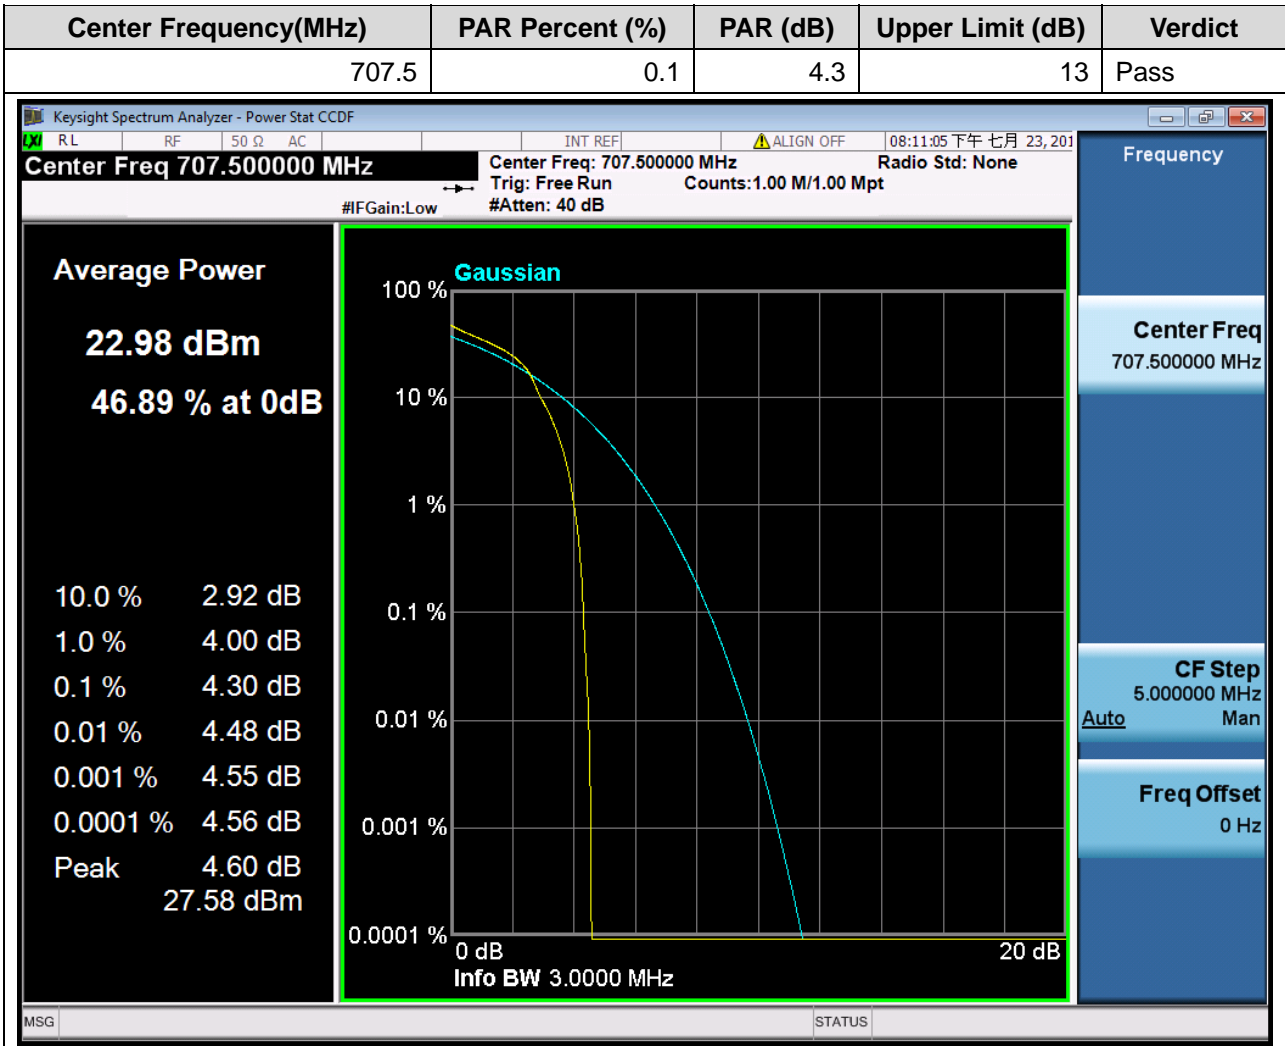 Center Frequency(MHz) PAR Percent (%) PAR (dB) Upper Limit (dB) Verdict
707.5 0.1 4.3 13 Pass
Keysight Spectrum Analyzer - Power Stat CCDF
LXI RL RF 50 Ω AC INT REF ALIGN OFF 08:11:05 下午 七月 23, 201
Center Freq 707.500000 MHz
Center Freq: 707.500000 MHz Radio Std: None
Trig: Free Run Counts:1.00 M/1.00 Mpt
#IFGain:Low #Atten: 40 dB
Frequency
Average Power
22.98 dBm
46.89 % at 0dB
10.0 % 2.92 dB
1.0 % 4.00 dB
0.1 % 4.30 dB
0.01 % 4.48 dB
0.001 % 4.55 dB
0.0001 % 4.56 dB
Peak 4.60 dB
27.58 dBm
Gaussian
100 %
10 %
1 %
0.1 %
0.01 %
0.001 %
0.0001 %
0 dB 20 dB
Info BW 3.0000 MHz
Center Freq
707.500000 MHz
CF Step
5.000000 MHz
Auto Man
Freq Offset
0 Hz
MSG STATUS